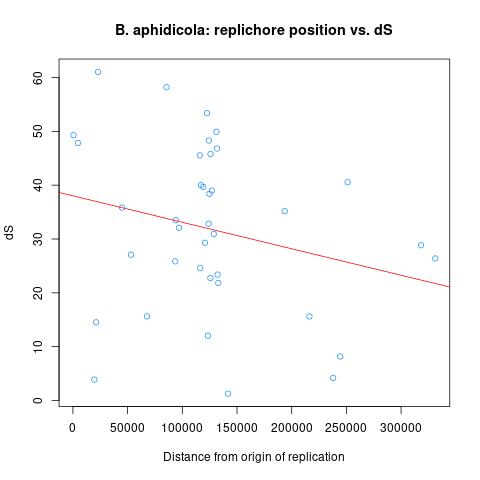 B. aphidicola: replichore position vs. dS
60
50
40
30
20
10
0
dS
0 50000 100000 150000 200000 250000 300000
Distance from origin of replication